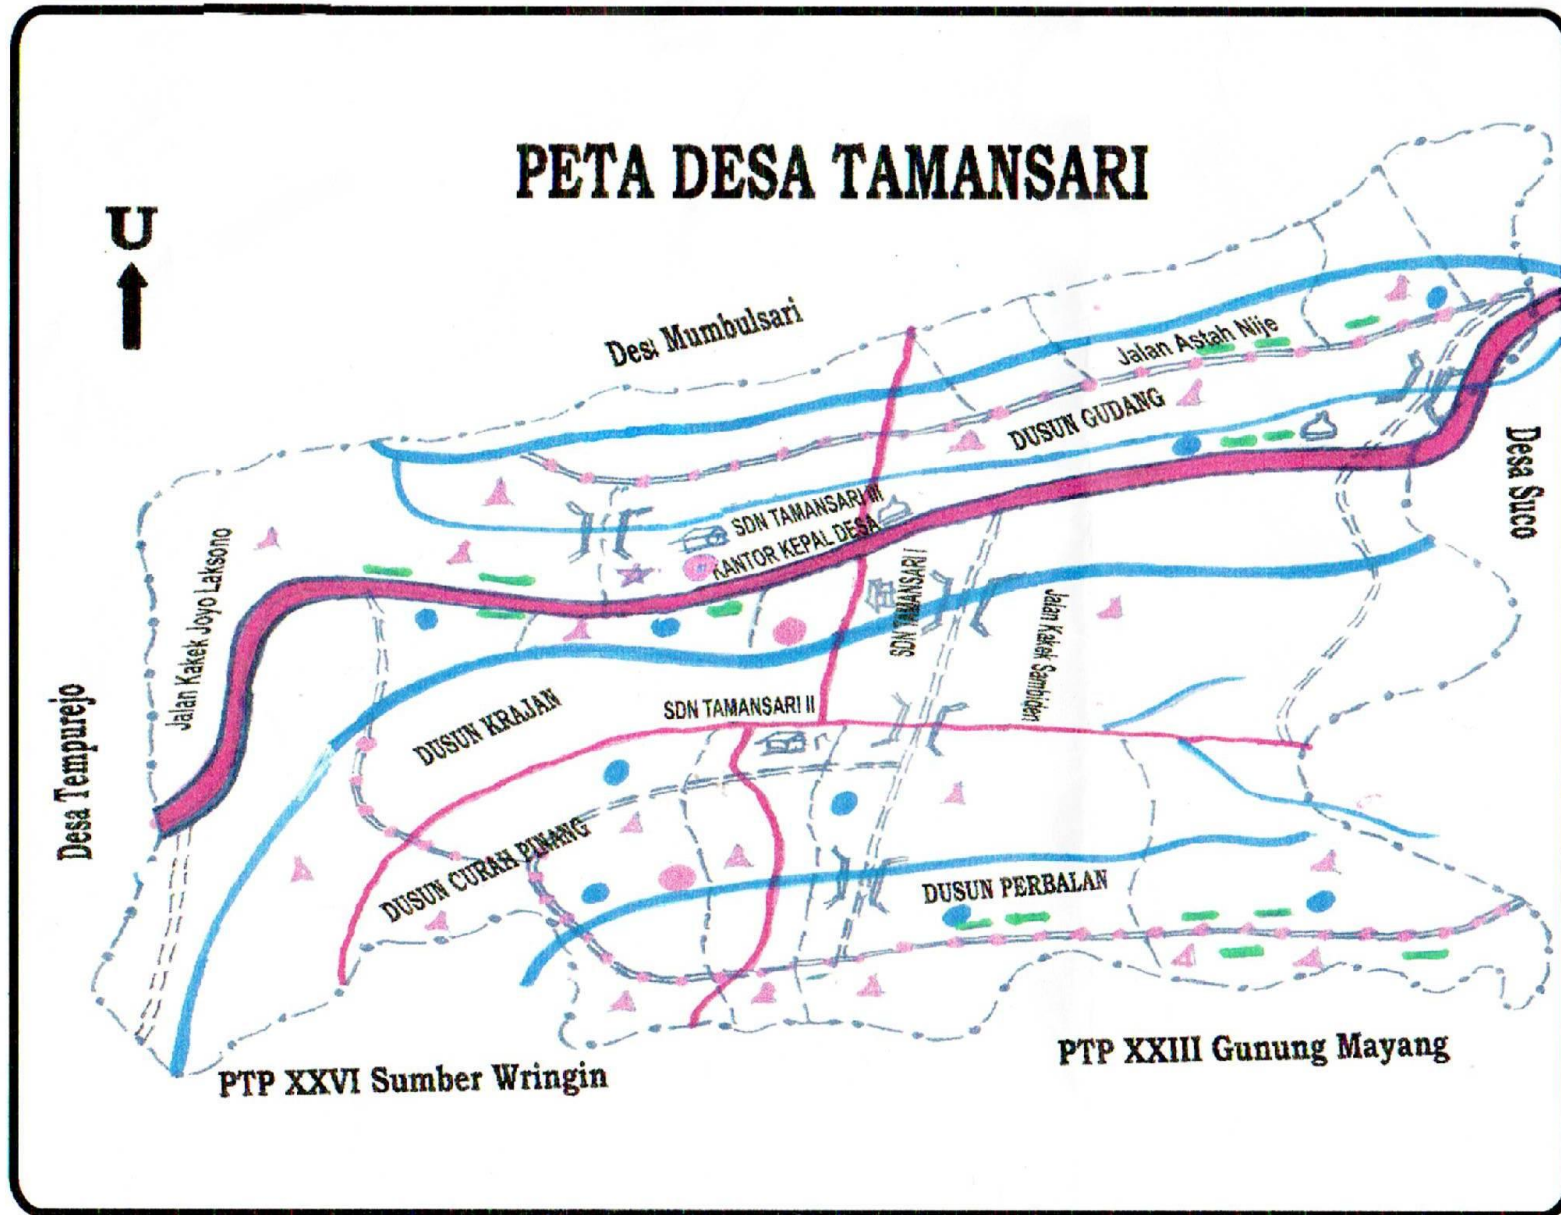 PETA DESA TAMANSARI
U
Desa Mumbulsari
Jalan Astah Nije
DUSUN GUDANG
Desa Suco
SDN TAMANSARI III
KANTOR KEPAL DESA
SDN TAMANSARI I
Jalan Kakek Joyo Laksono
Jalan Kakek Sambiden
Desa Tempurejo
DUSUN KRAJAN
SDN TAMANSARI II
DUSUN CURAH PINANG
DUSUN PERBALAN
PTP XXVI Sumber Wringin
PTP XXIII Gunung Mayang